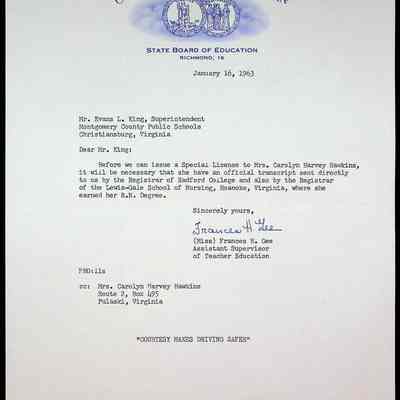 STATE BOARD OF EDUCATION
RICHMOND, 16
January 16, 1963
Mr. Evans L. King, Superintendent
Montgomery County Public Schools
Christiansburg, Virginia
Dear Mr. King:
Before we can issue a Special License to Mrs. Carolyn Harvey Hawkins,
it will be necessary that she have an official transcript sent directly
to us by the Registrar of Radford College and also by the Registrar
of the Lewis-Gale School of Nursing, Roanoke, Virginia, where she
earned her R.N. Degree.
Sincerely yours,
Frances H Gee
(Miss) Frances H. Gee
Assistant Supervisor
of Teacher Education
FHG:ls
cc: Mrs. Carolyn Harvey Hawkins
Route 2, Box 495
Pulaski, Virginia
"COURTESY MAKES DRIVING SAFER"